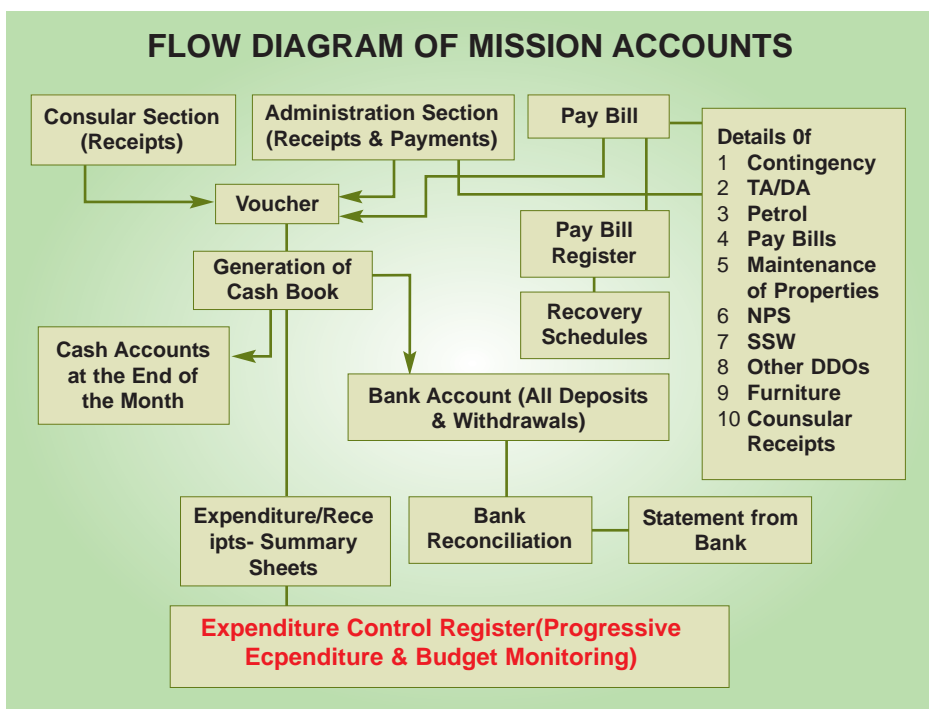 FLOW DIAGRAM OF MISSION ACCOUNTS
Consular Section
(Receipts)
Administration Section
(Receipts & Payments)
Pay Bill
Details 0f
1 Contingency
2 TA/DA
3 Petrol
4 Pay Bills
5 Maintenance
of Properties
6 NPS
7 SSW
8 Other DDOs
9 Furniture
10 Counsular
Receipts
Voucher
Pay Bill
Register
Generation of
Cash Book
Recovery
Schedules
Cash Accounts
at the End of
the Month
Bank Account (All Deposits
& Withdrawals)
Expenditure/Rece
ipts- Summary
Sheets
Bank
Reconciliation
Statement from
Bank
Expenditure Control Register(Progressive
Ecpenditure & Budget Monitoring)